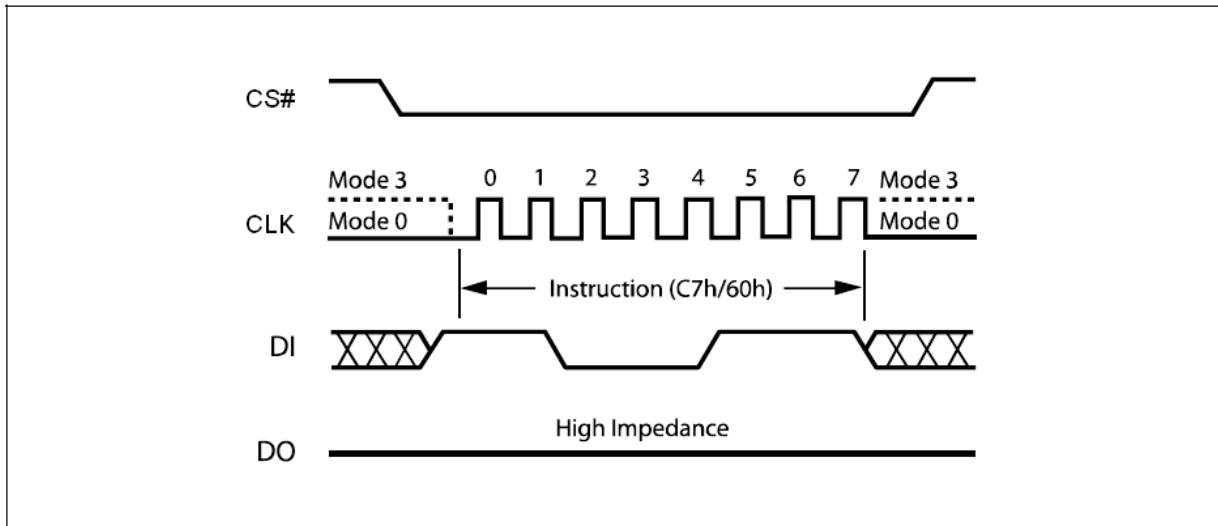 CS#
Mode 3 0 1 2 3 4 5 6 7 Mode 3
CLK Mode 0 Mode 0
Instruction (C7h/60h)
DI
High Impedance
DO